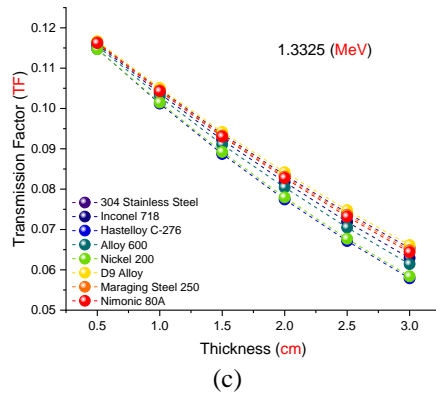 1.3325 (MeV)
Transmission Factor (TF)
0.12
0.11
0.10
0.09
0.08
0.07
0.06
0.05
304 Stainless Steel
Inconel 718
Hastelloy C-276
Alloy 600
Nickel 200
D9 Alloy
Maraging Steel 250
Nimonic 80A
0.5 1.0 1.5 2.0 2.5 3.0
Thickness (cm)
(c)